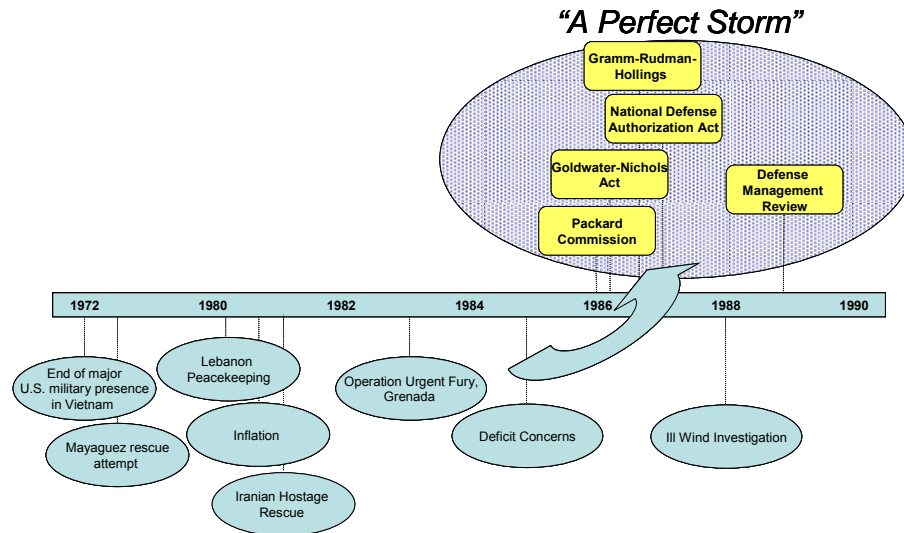 “A Perfect Storm”
Gramm-Rudman-
Hollings
National Defense
Authorization Act
Goldwater-Nichols
Act
Defense
Management
Review
Packard
Commission
1972 1980 1982 1984 1986 1988 1990
End of major
U.S. military presence
in Vietnam
Lebanon
Peacekeeping
Operation Urgent Fury,
Grenada
Mayaguez rescue
attempt
Inflation
Deficit Concerns
Ill Wind Investigation
Iranian Hostage
Rescue